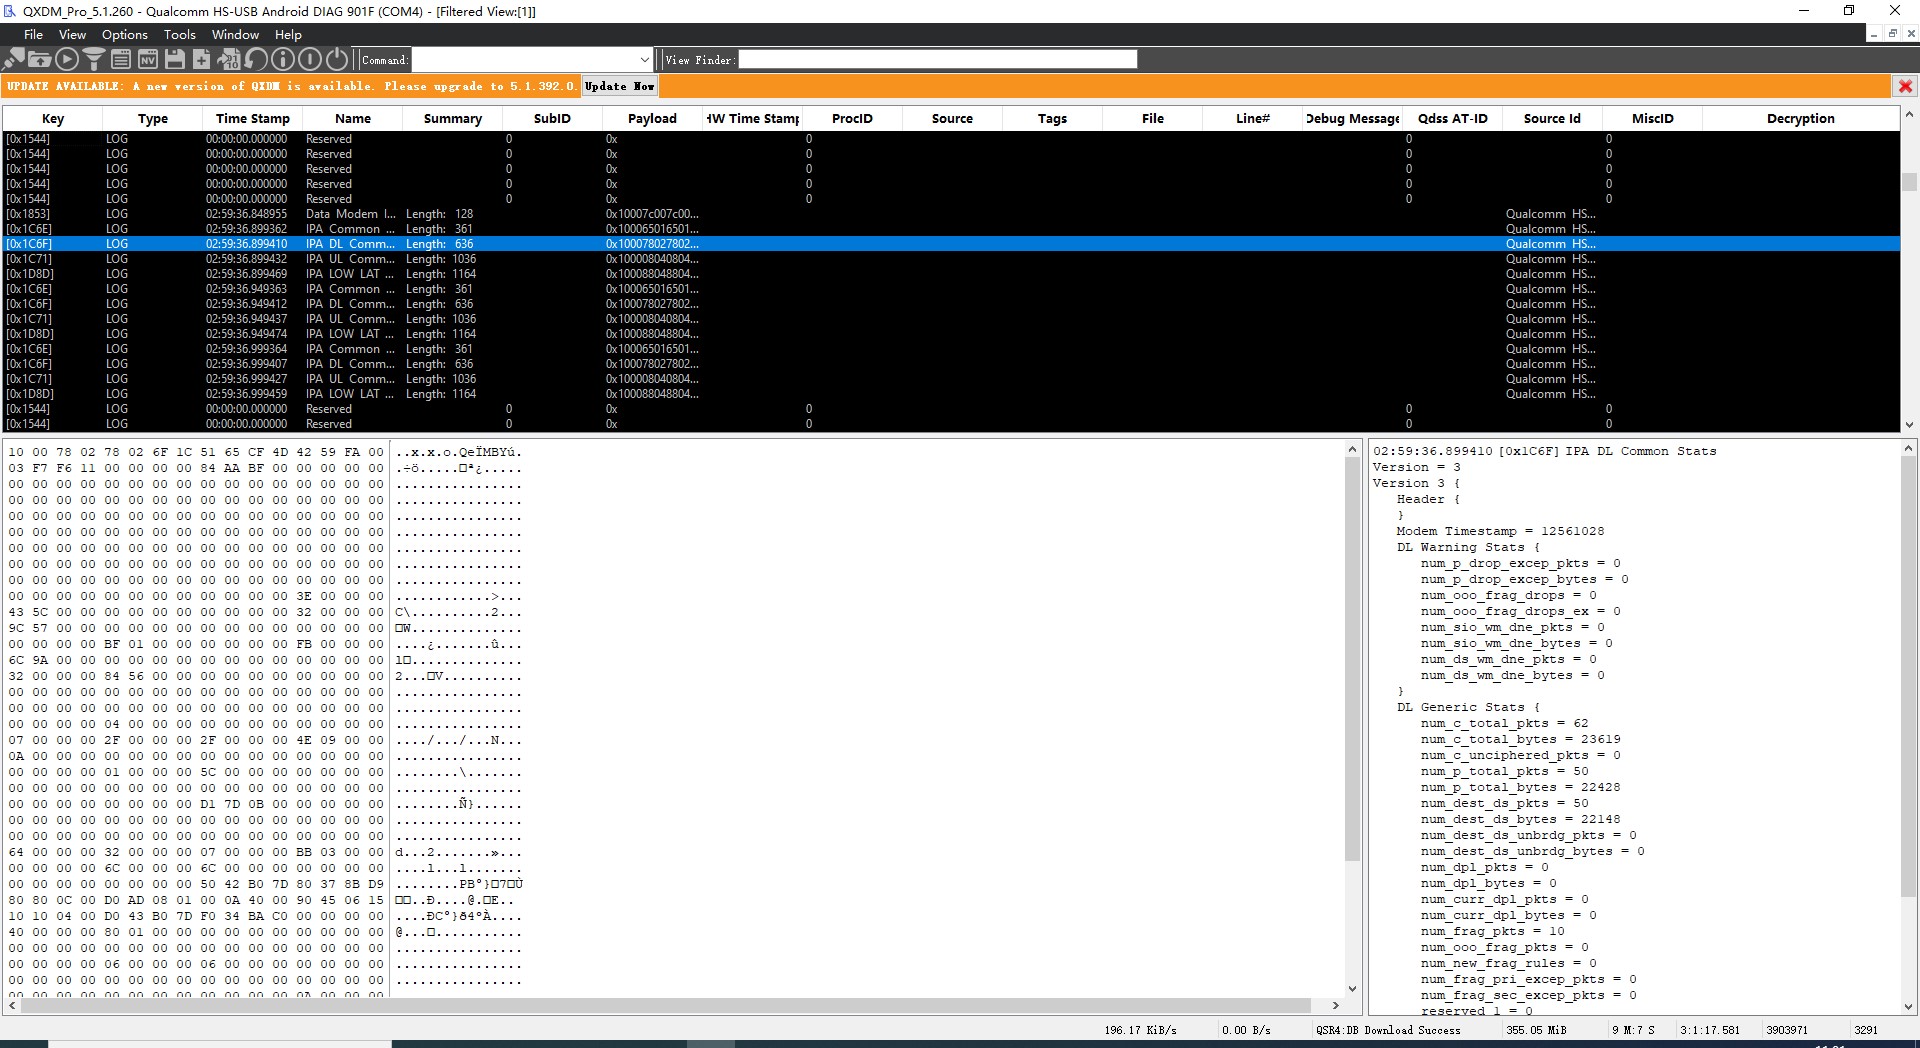 QXDM_Pro_5.1.260 - Qualcomm HS-USB Android DIAG 901F (COM4) - [Filtered View:[1]]
File View Options Tools Window Help
Command: View Finder:
UPDATE AVAILABLE: A new version of QXDM is available. Please upgrade to 5.1.392.0. Update Now
Key Type Time Stamp Name Summary SubID Payload HW Time Stamp ProcID Source Tags File Line# Debug Message Qdss AT-ID Source Id MiscID Decryption
[0x1544] LOG 00:00:00.000000 Reserved 0 0x 0 0 0
[0x1544] LOG 00:00:00.000000 Reserved 0 0x 0 0 0
[0x1544] LOG 00:00:00.000000 Reserved 0 0x 0 0 0
[0x1544] LOG 00:00:00.000000 Reserved 0 0x 0 0 0
[0x1544] LOG 00:00:00.000000 Reserved 0 0x 0 0 0
[0x1853] LOG 02:59:36.848955 Data Modem I... Length: 128 0x10007c007c00... Qualcomm HS...
[0x1C6E] LOG 02:59:36.899362 IPA Common ... Length: 361 0x100065016501... Qualcomm HS...
[0x1C6F] LOG 02:59:36.899410 IPA DL Comm... Length: 636 0x100078027802... Qualcomm HS...
[0x1C71] LOG 02:59:36.899432 IPA UL Comm... Length: 1036 0x100008040804... Qualcomm HS...
[0x1D8D] LOG 02:59:36.899469 IPA LOW LAT ... Length: 1164 0x100088048804... Qualcomm HS...
[0x1C6E] LOG 02:59:36.949363 IPA Common ... Length: 361 0x100065016501... Qualcomm HS...
[0x1C6F] LOG 02:59:36.949412 IPA DL Comm... Length: 636 0x100078027802... Qualcomm HS...
[0x1C71] LOG 02:59:36.949437 IPA UL Comm... Length: 1036 0x100008040804... Qualcomm HS...
[0x1D8D] LOG 02:59:36.949474 IPA LOW LAT ... Length: 1164 0x100088048804... Qualcomm HS...
[0x1C6E] LOG 02:59:36.999364 IPA Common ... Length: 361 0x100065016501... Qualcomm HS...
[0x1C6F] LOG 02:59:36.999407 IPA DL Comm... Length: 636 0x100078027802... Qualcomm HS...
[0x1C71] LOG 02:59:36.999427 IPA UL Comm... Length: 1036 0x100008040804... Qualcomm HS...
[0x1D8D] LOG 02:59:36.999459 IPA LOW LAT ... Length: 1164 0x100088048804... Qualcomm HS...
[0x1544] LOG 00:00:00.000000 Reserved 0 0x 0 0 0
[0x1544] LOG 00:00:00.000000 Reserved 0 0x 0 0 0
10 00 78 02 78 02 6F 1C 51 65 CF 4D 42 59 FA 00 ..x.x.o.QeÏMBYú.
03 F7 F6 11 00 00 00 00 84 AA BF 00 00 00 00 00 .÷ö.....□ª¿.....
00 00 00 00 00 00 00 00 00 00 00 00 00 00 00 00 ................
00 00 00 00 00 00 00 00 00 00 00 00 00 00 00 00 ................
00 00 00 00 00 00 00 00 00 00 00 00 00 00 00 00 ................
00 00 00 00 00 00 00 00 00 00 00 00 00 00 00 00 ................
00 00 00 00 00 00 00 00 00 00 00 00 00 00 00 00 ................
00 00 00 00 00 00 00 00 00 00 00 00 00 00 00 00 ................
00 00 00 00 00 00 00 00 00 00 00 00 00 00 00 00 ................
00 00 00 00 00 00 00 00 00 00 00 00 3E 00 00 00 ............>...
43 5C 00 00 00 00 00 00 00 00 00 00 32 00 00 00 C\..........2...
9C 57 00 00 00 00 00 00 00 00 00 00 00 00 00 00 □W..............
00 00 00 00 BF 01 00 00 00 00 00 00 FB 00 00 00 ....¿.......û...
6C 9A 00 00 00 00 00 00 00 00 00 00 00 00 00 00 l□..............
32 00 00 00 84 56 00 00 00 00 00 00 00 00 00 00 2...□V..........
00 00 00 00 00 00 00 00 00 00 00 00 00 00 00 00 ................
00 00 00 00 00 00 00 00 00 00 00 00 00 00 00 00 ................
00 00 00 00 04 00 00 00 00 00 00 00 00 00 00 00 ................
07 00 00 00 2F 00 00 00 2F 00 00 00 4E 09 00 00 ..../.../...N...
0A 00 00 00 00 00 00 00 00 00 00 00 00 00 00 00 ................
00 00 00 00 01 00 00 00 5C 00 00 00 00 00 00 00 ........\.......
00 00 00 00 00 00 00 00 00 00 00 00 00 00 00 00 ................
00 00 00 00 00 00 00 00 D1 7D 0B 00 00 00 00 00 ........Ñ}......
00 00 00 00 00 00 00 00 00 00 00 00 00 00 00 00 ................
00 00 00 00 00 00 00 00 00 00 00 00 00 00 00 00 ................
64 00 00 00 32 00 00 00 07 00 00 00 BB 03 00 00 d...2.......»...
00 00 00 00 6C 00 00 00 6C 00 00 00 00 00 00 00 ....l...l.......
00 00 00 00 00 00 00 00 00 50 42 B0 7D 80 37 8B D9 ........PB°}□7□Ù
80 80 0C 00 D0 AD 08 01 00 0A 40 00 90 45 06 15 □□..Ð....@.□E..
10 10 04 00 D0 43 B0 7D F0 34 BA C0 00 00 00 00 ....ÐC°}ð4ºÀ....
40 00 00 00 80 01 00 00 00 00 00 00 00 00 00 00 @...□...........
00 00 00 00 00 00 00 00 00 00 00 00 00 00 00 00 ................
00 00 00 00 06 00 00 00 06 00 00 00 00 00 00 00 ................
00 00 00 00 00 00 00 00 00 00 00 00 00 00 00 00 ................
00 00 00 00 00 00 00 00 00 00 00 00 0A 00 00 00
02:59:36.899410 [0x1C6F] IPA DL Common Stats
Version = 3
Version 3 {
Header {
}
Modem Timestamp = 12561028
DL Warning Stats {
num_p_drop_excep_pkts = 0
num_p_drop_excep_bytes = 0
num_ooo_frag_drops = 0
num_ooo_frag_drops_ex = 0
num_sio_wm_dne_pkts = 0
num_sio_wm_dne_bytes = 0
num_ds_wm_dne_pkts = 0
num_ds_wm_dne_bytes = 0
}
DL Generic Stats {
num_c_total_pkts = 62
num_c_total_bytes = 23619
num_c_unciphered_pkts = 0
num_p_total_pkts = 50
num_p_total_bytes = 22428
num_dest_ds_pkts = 50
num_dest_ds_bytes = 22148
num_dest_ds_unbrdg_pkts = 0
num_dest_ds_unbrdg_bytes = 0
num_dpl_pkts = 0
num_dpl_bytes = 0
num_curr_dpl_pkts = 0
num_curr_dpl_bytes = 0
num_frag_pkts = 10
num_ooo_frag_pkts = 0
num_new_frag_rules = 0
num_frag_pri_excep_pkts = 0
num_frag_sec_excep_pkts = 0
reserved_1 = 0
196.17 KiB/s 0.00 B/s QSR4:DB Download Success 355.05 MiB 9 M:7 S 3:1:17.581 3903971 3291